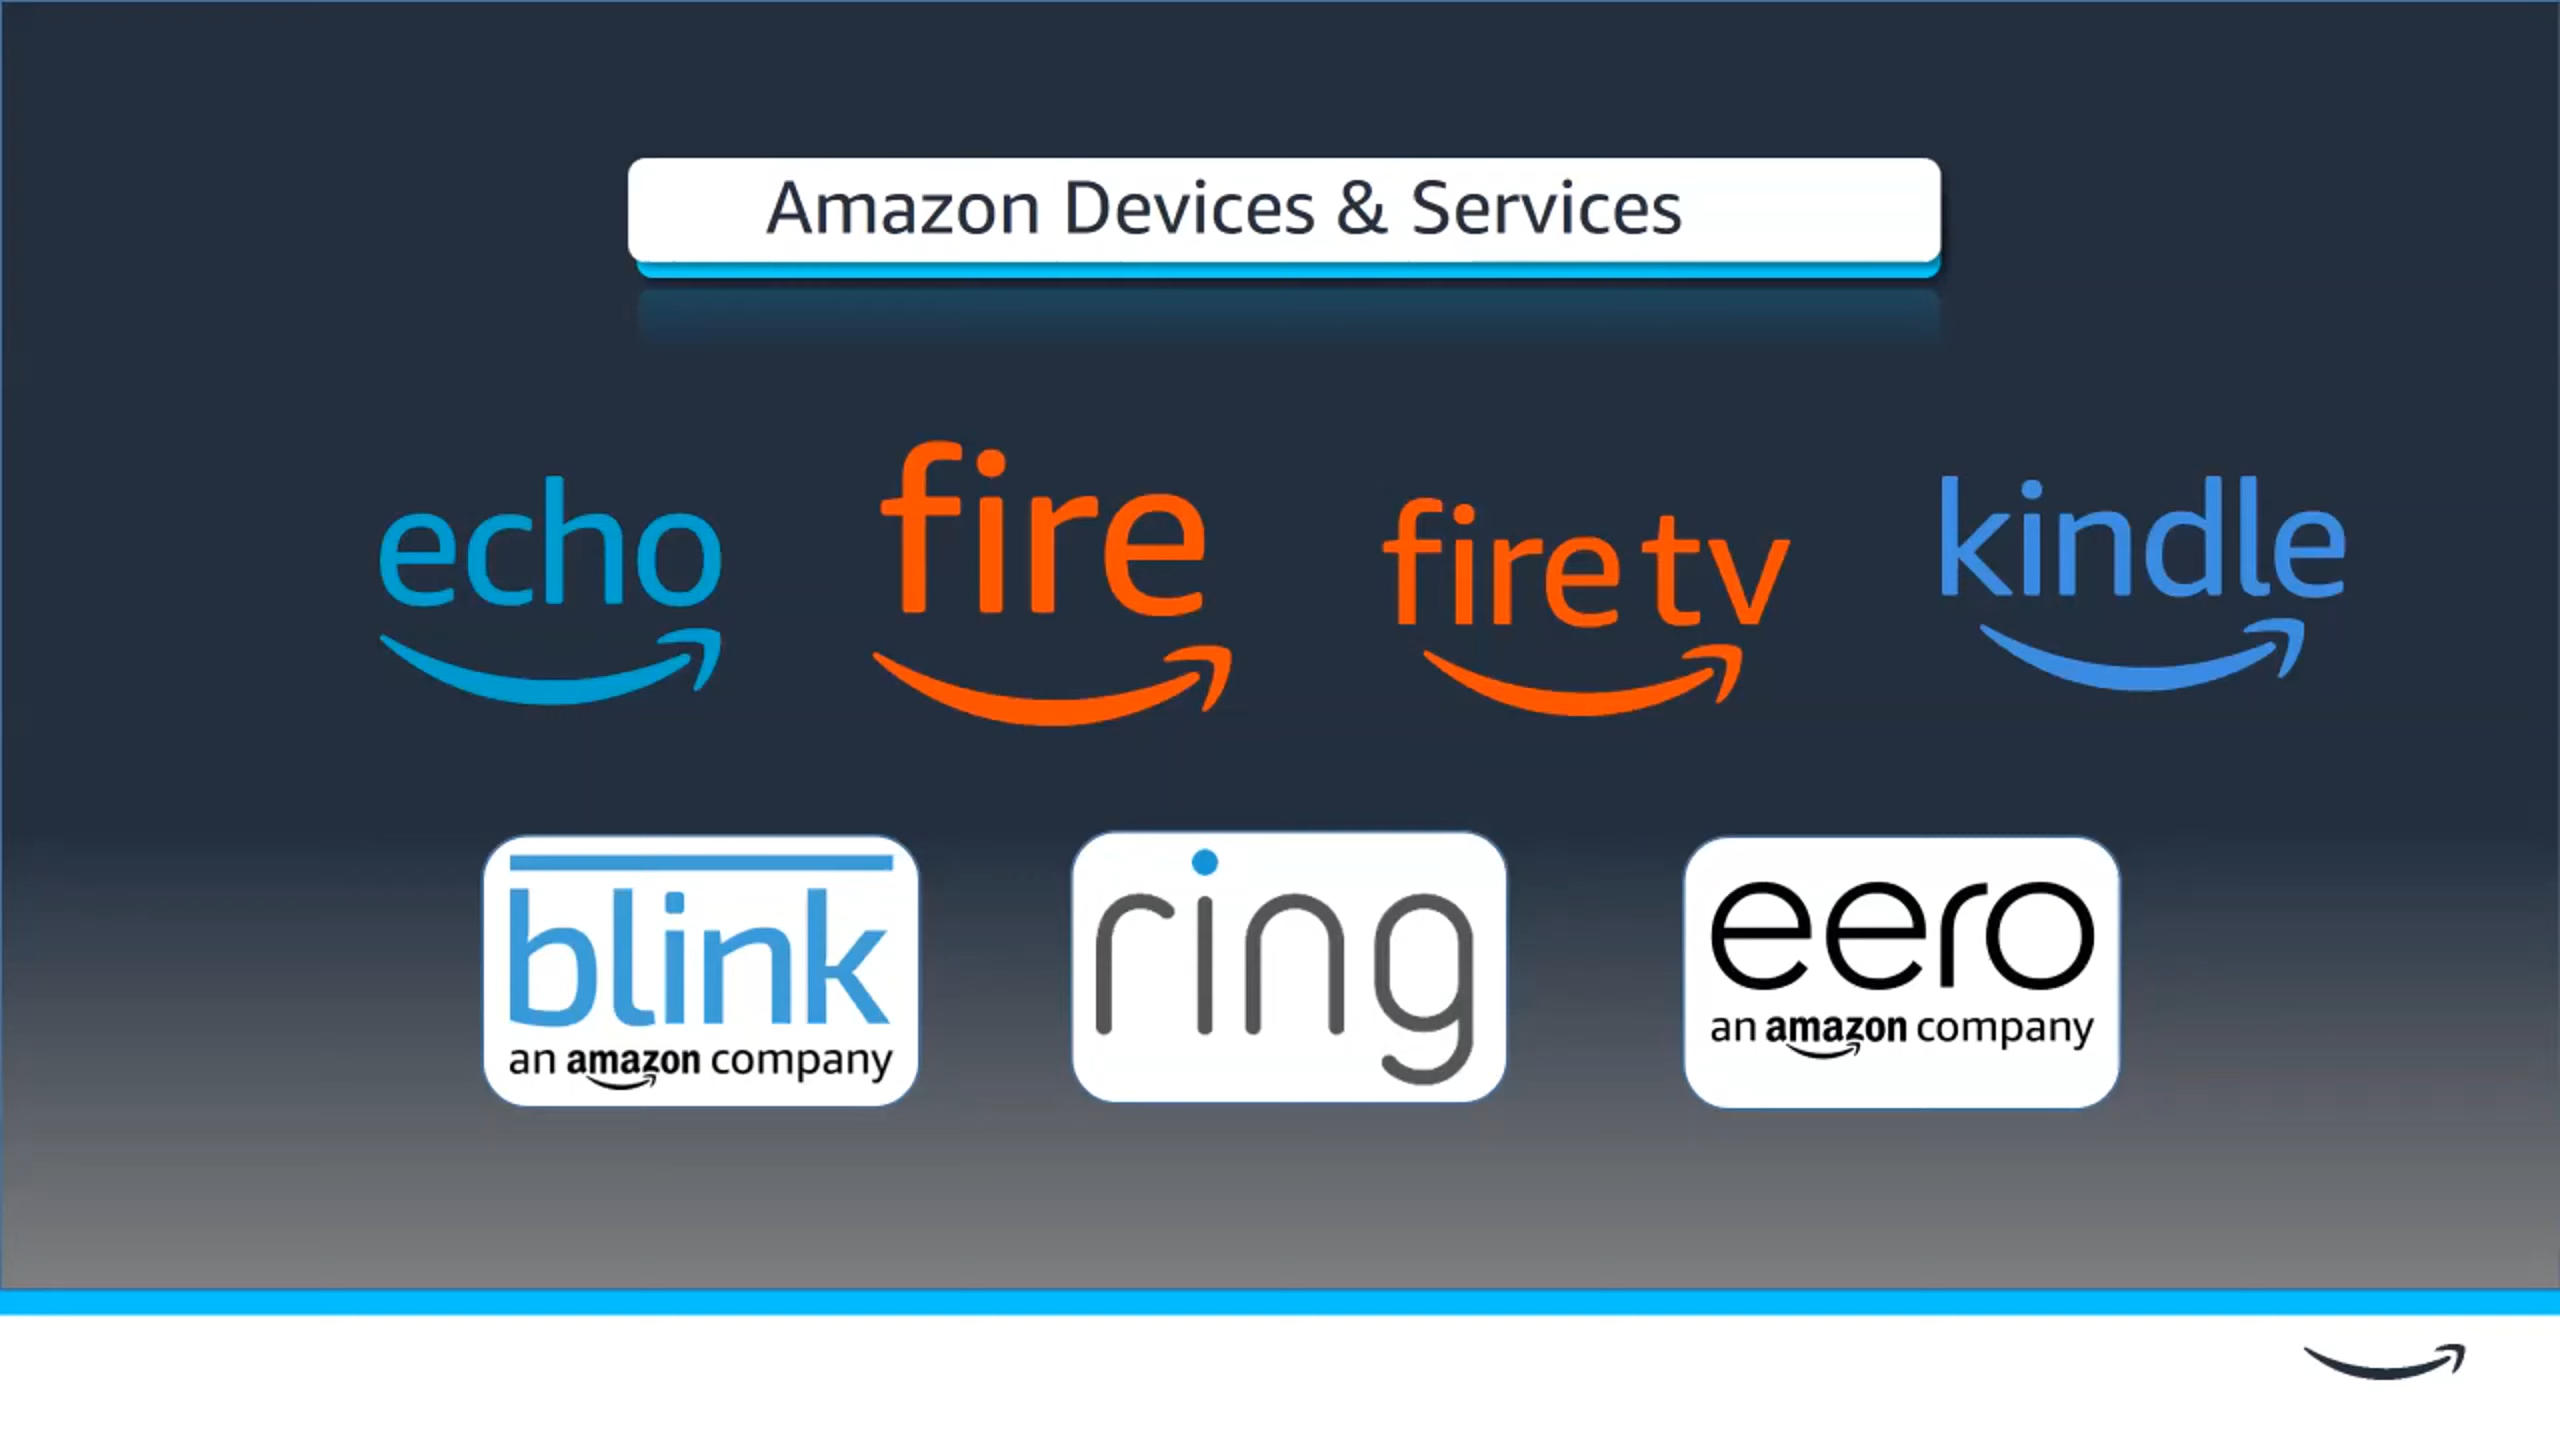 Amazon Devices & Services
echo
fire
fire tv
kindle
blink
an amazon company
ring
eero
an amazon company